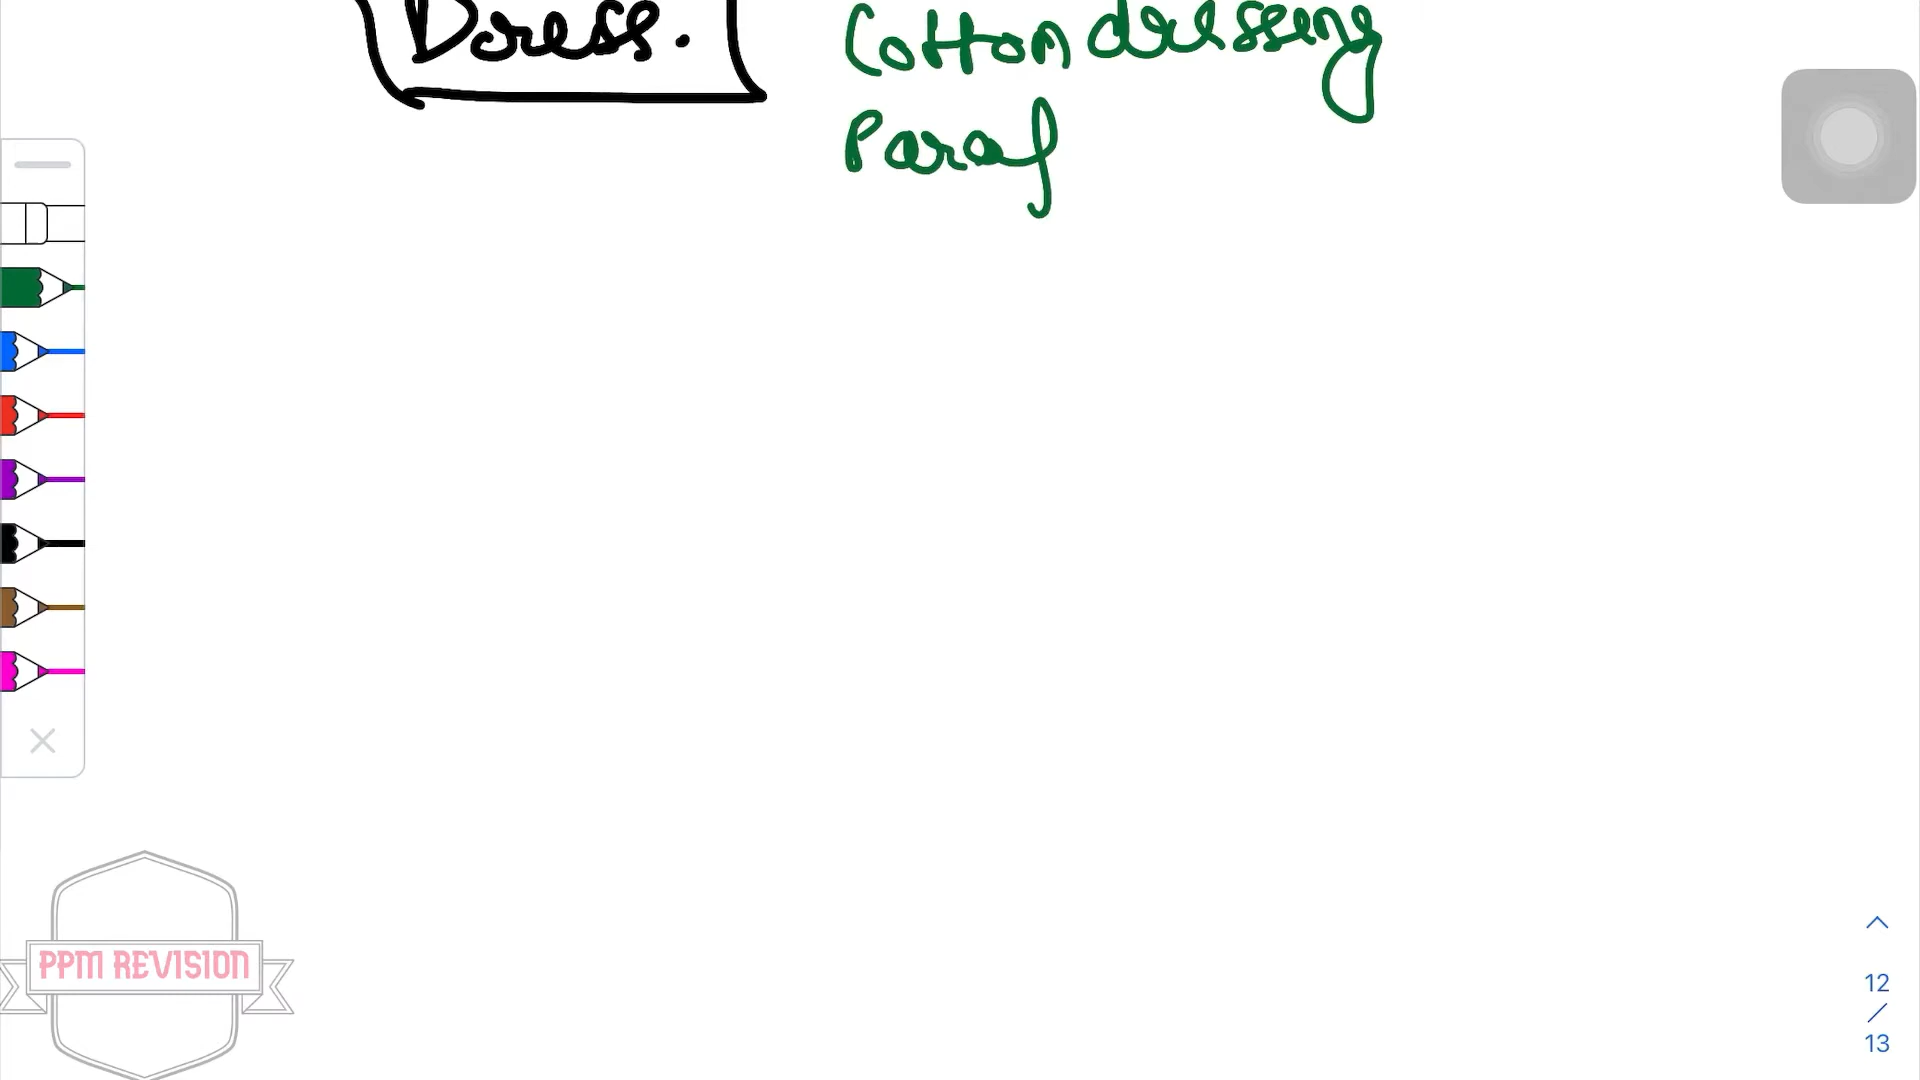 Dress.
Cotton dressing
Paraf
PPM REVISION
12
/
13